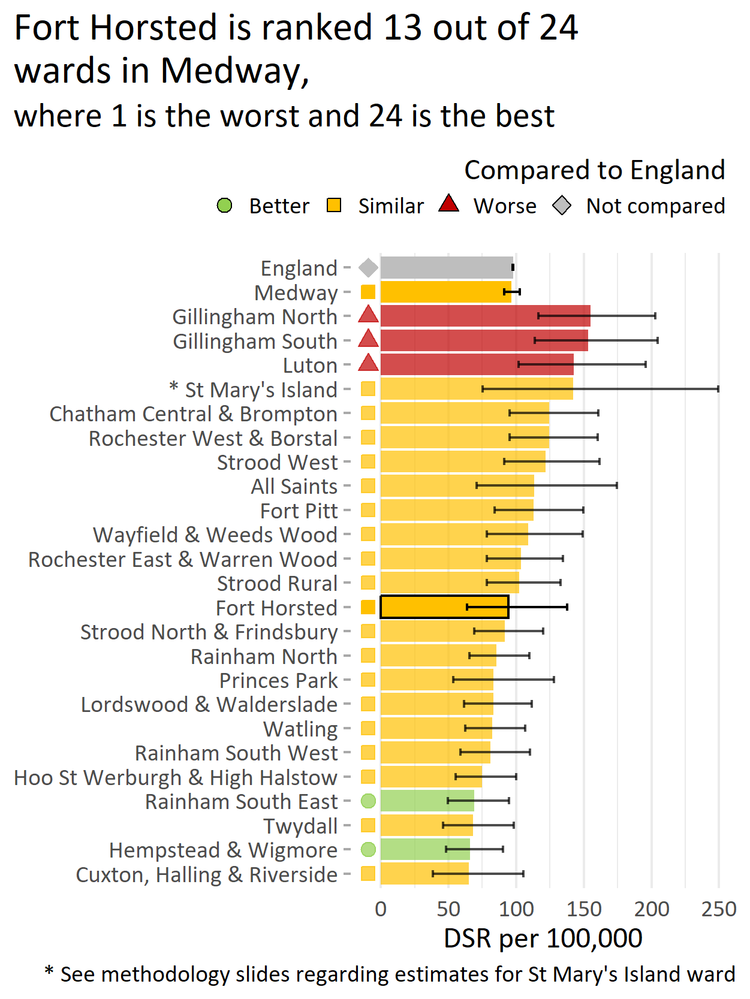 Fort Horsted is ranked 13 out of 24
wards in Medway,
where 1 is the worst and 24 is the best
Compared to England
Better Similar Worse Not compared
England
Medway
Gillingham North
Gillingham South
Luton
* St Mary's Island
Chatham Central & Brompton
Rochester West & Borstal
Strood West
All Saints
Fort Pitt
Wayfield & Weeds Wood
Rochester East & Warren Wood
Strood Rural
Fort Horsted
Strood North & Frindsbury
Rainham North
Princes Park
Lordswood & Walderslade
Watling
Rainham South West
Hoo St Werburgh & High Halstow
Rainham South East
Twydall
Hempstead & Wigmore
Cuxton, Halling & Riverside
0 50 100 150 200 250
DSR per 100,000
* See methodology slides regarding estimates for St Mary's Island ward